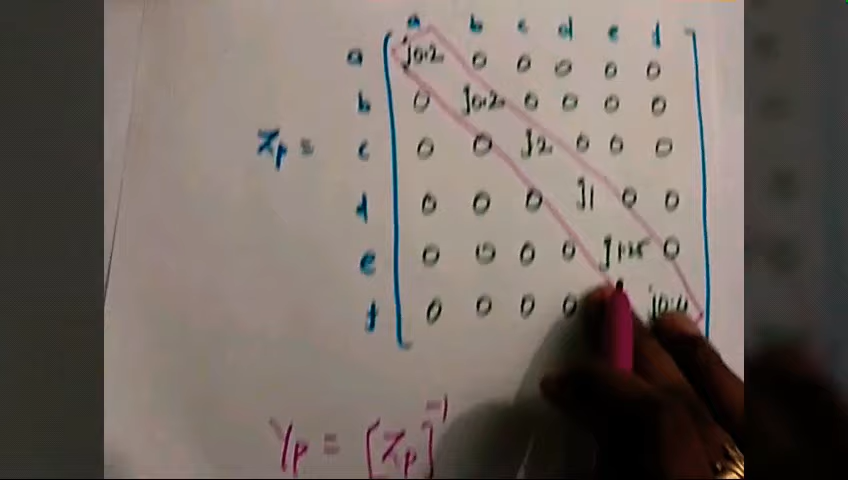 a b c d e f
a j0.2 0 0 0 0 0
b 0 j0.2 0 0 0 0
Zp = c 0 0 j2 0 0 0
d 0 0 0 j1 0 0
e 0 0 0 0 j1.25 0
f 0 0 0 0 j0.4
Yp = [Zp]-1